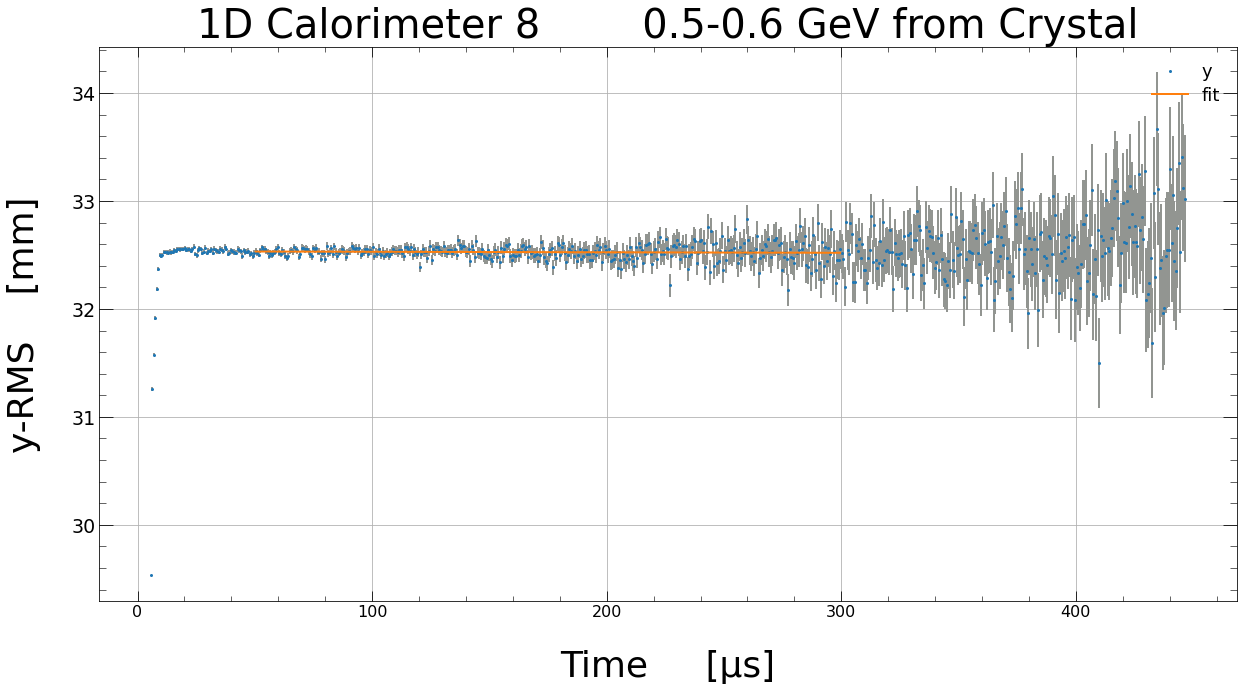 1D Calorimeter 8 0.5-0.6 GeV from Crystal
y
fit
34
33
32
31
30
y-RMS [mm]
0 100 200 300 400
Time [μs]